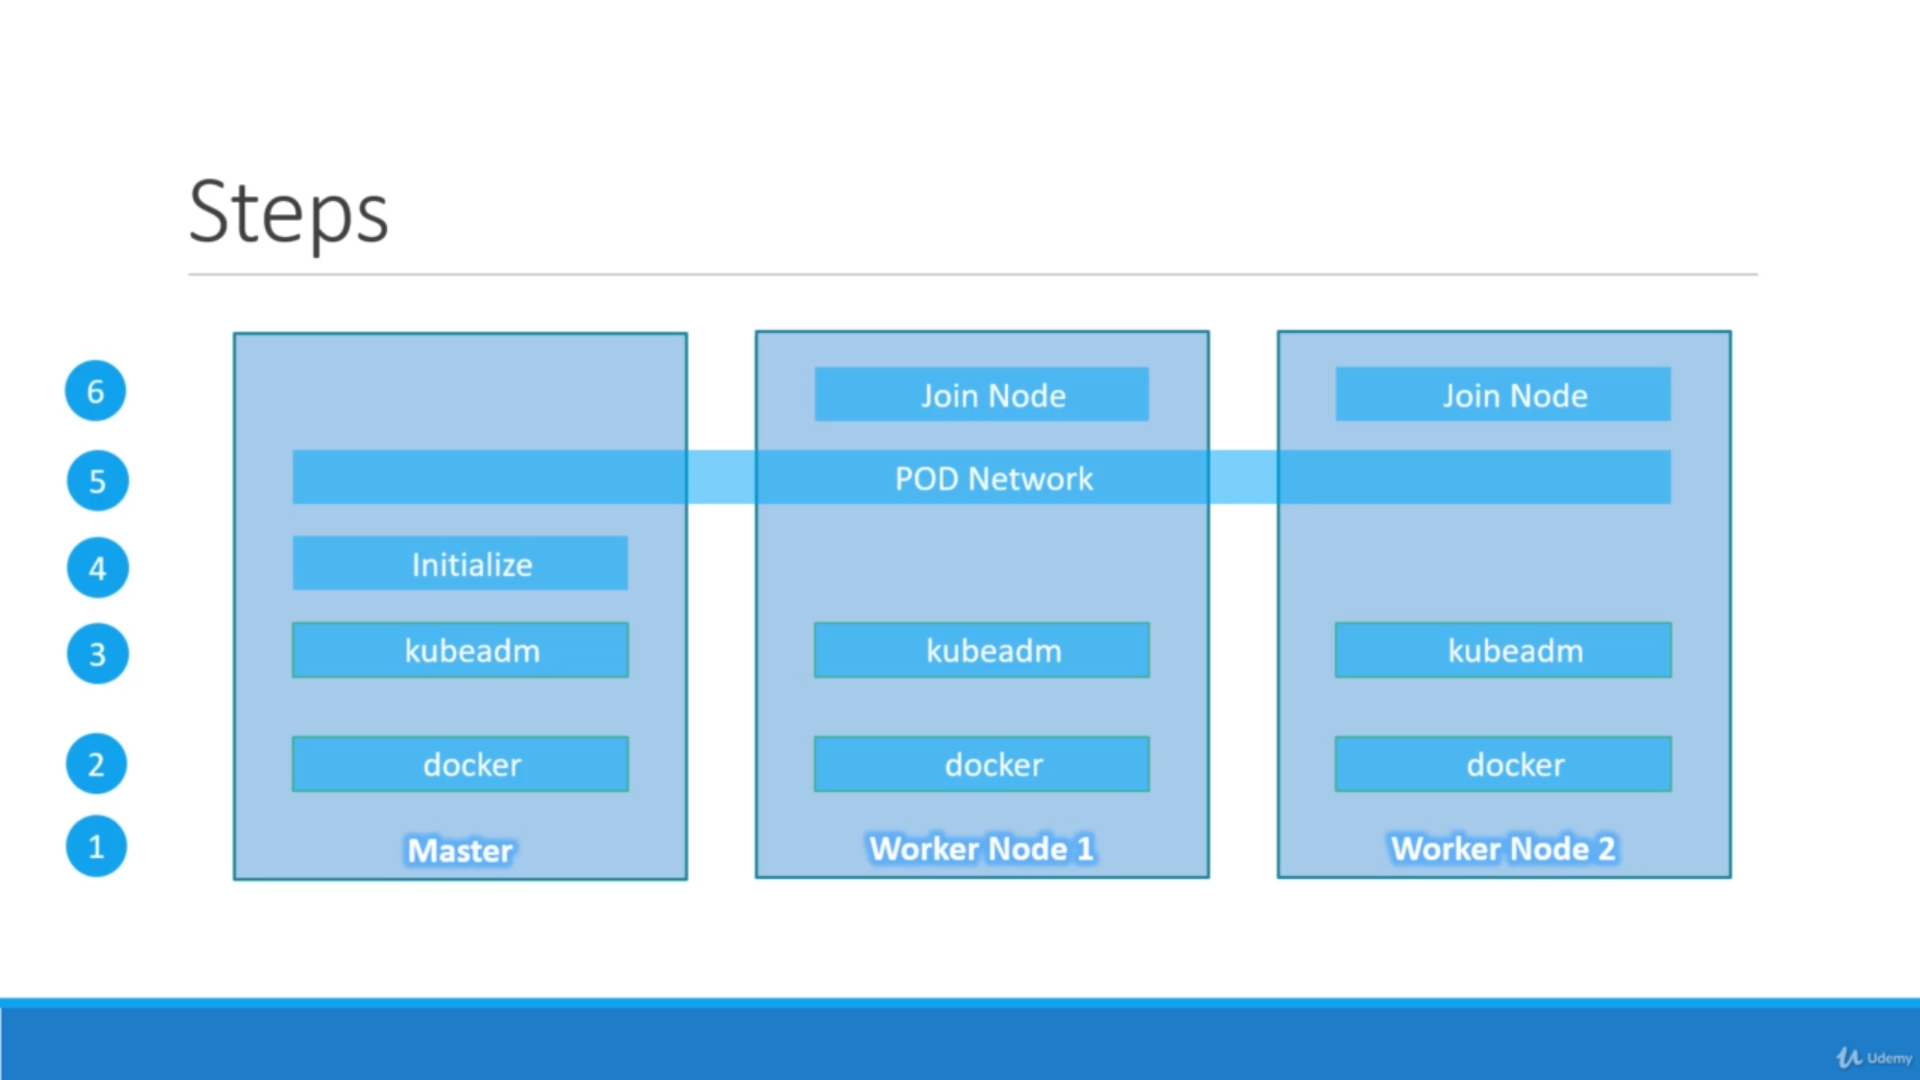 Steps
6
Join Node
Join Node
5
POD Network
4
Initialize
3
kubeadm
kubeadm
kubeadm
2
docker
docker
docker
1
Master
Worker Node 1
Worker Node 2
Udemy